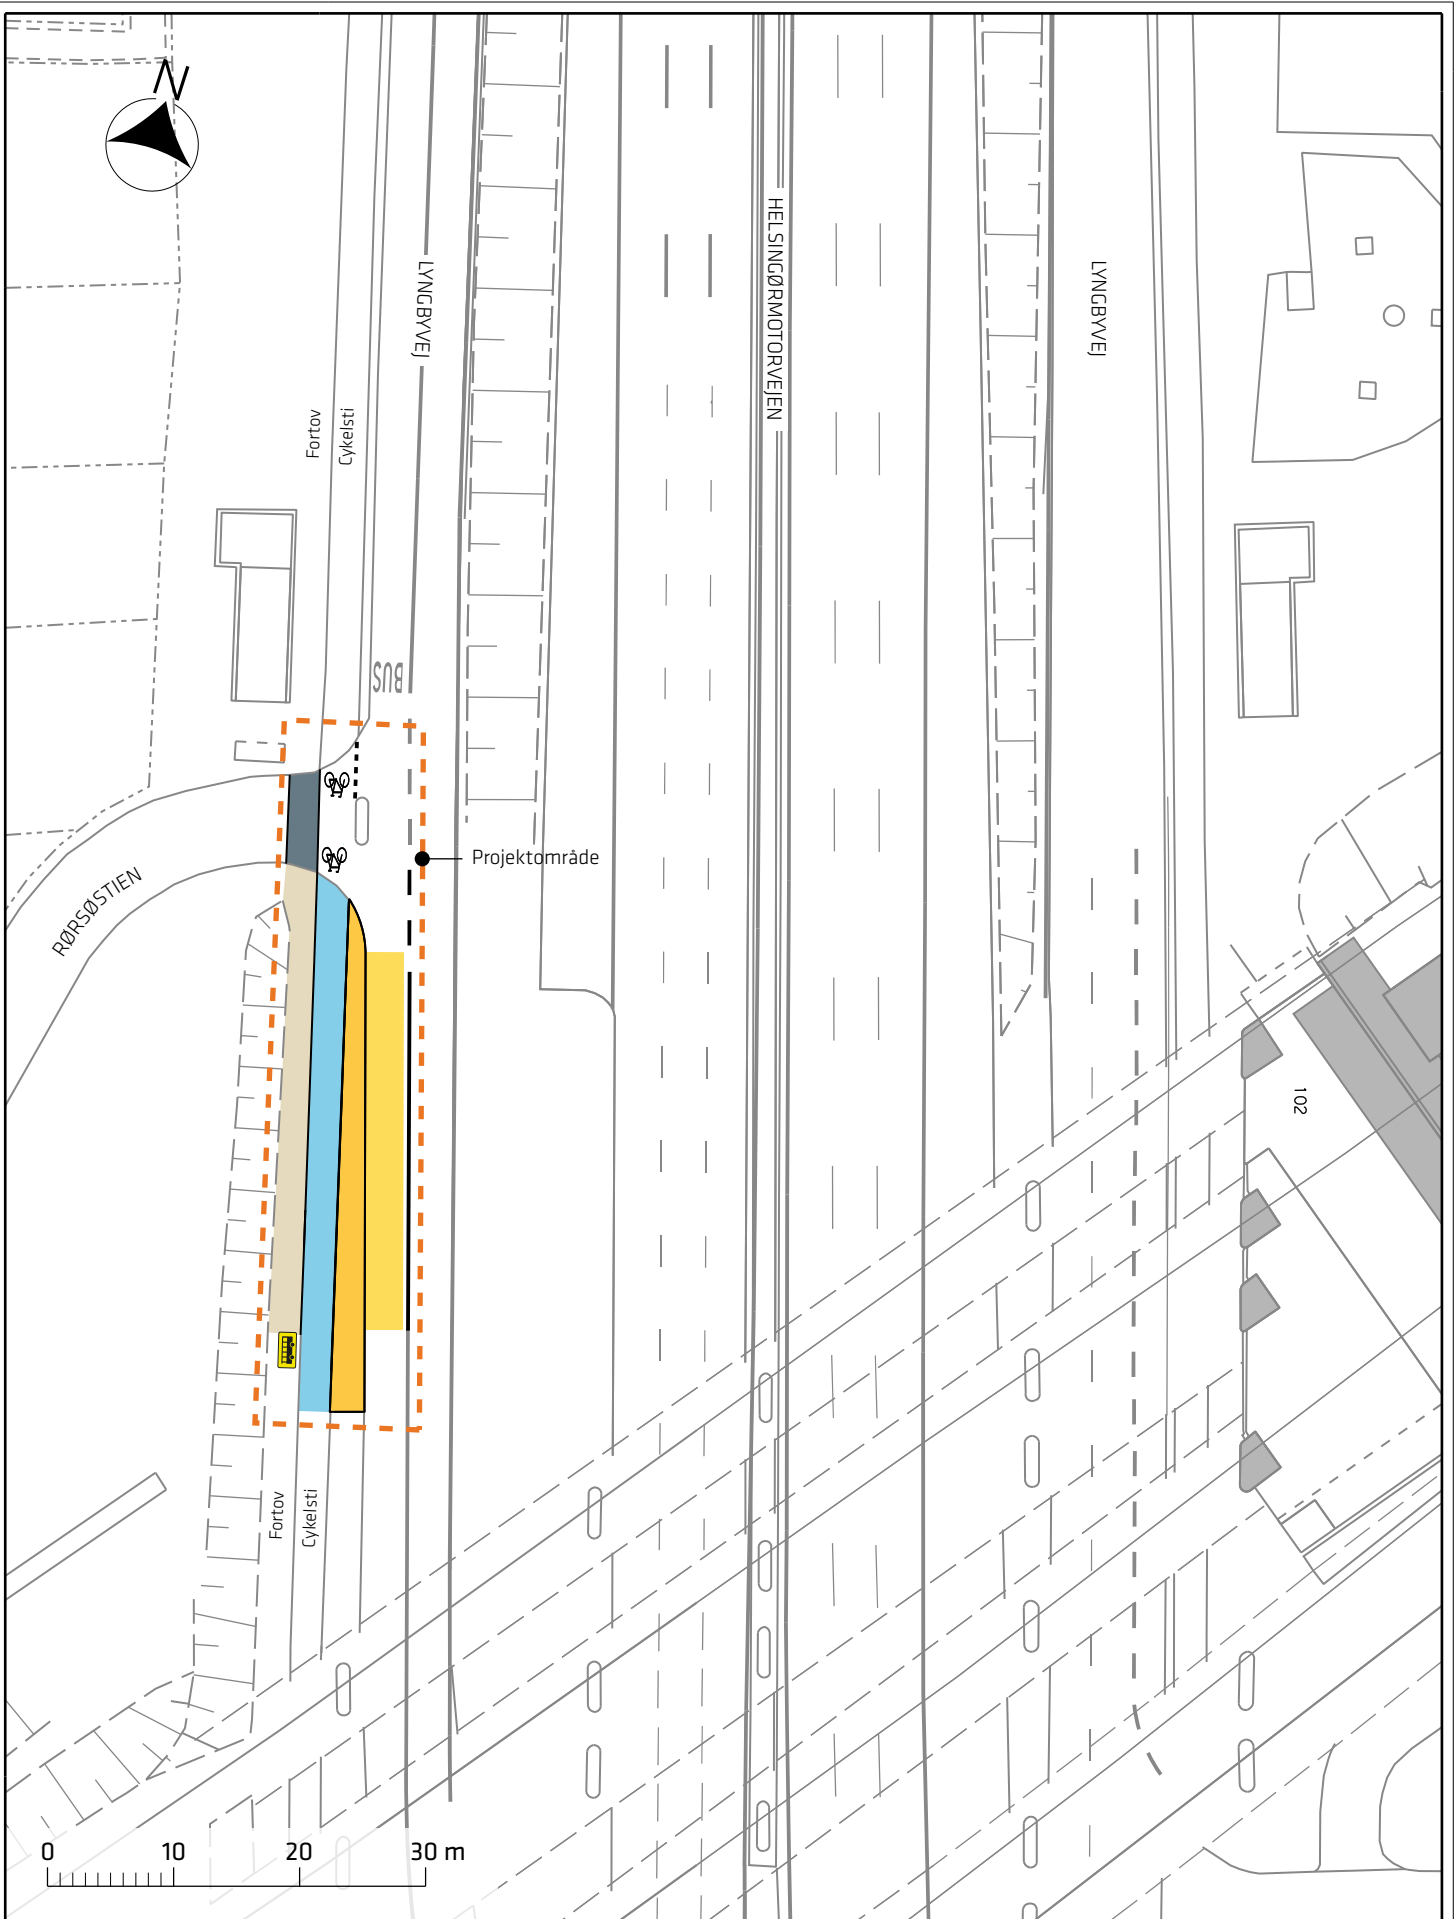 N
LYNGBYVEJ
HELSINGØRMOTORVEJEN
LYNGBYVEJ
Fortov
Cykelsti
BUS
Projektområde
RØRSØSTIEN
102
Fortov
Cykelsti
0 10 20 30 m